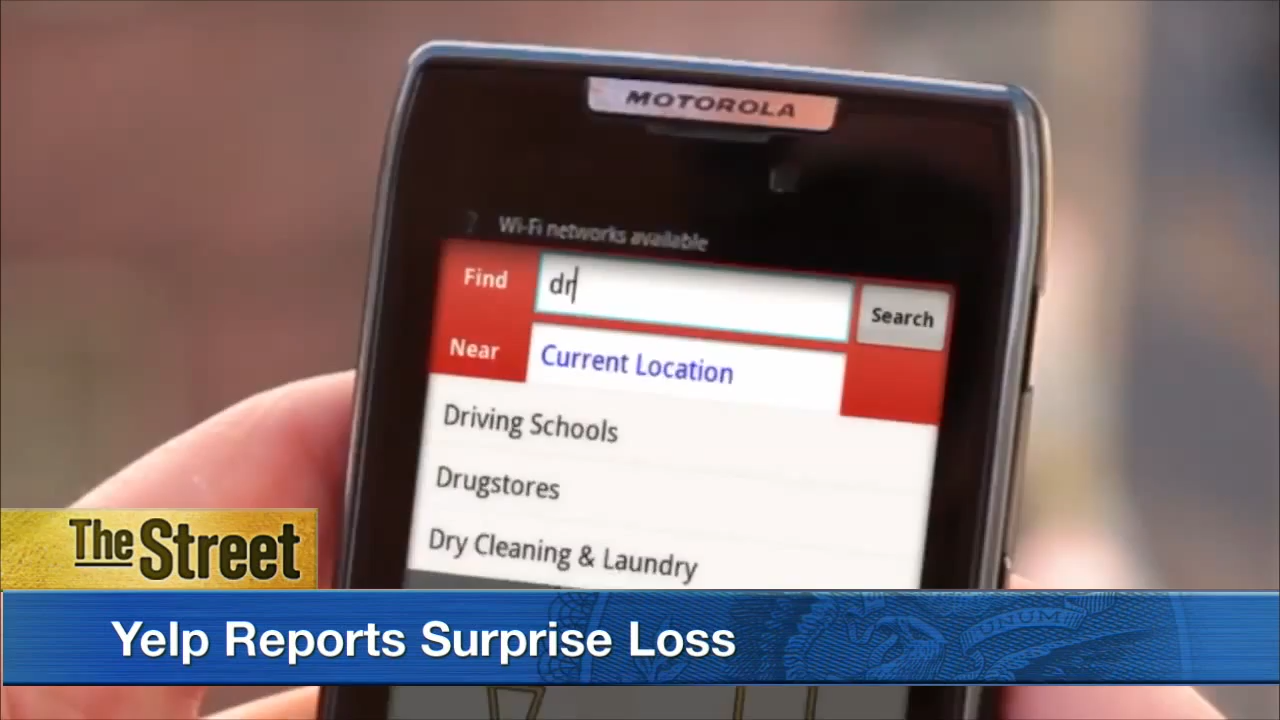 MOTOROLA
Wi-Fi networks available
Find
dr
Search
Near
Current Location
Driving Schools
Drugstores
Dry Cleaning & Laundry
The Street
Yelp Reports Surprise Loss
UNUM